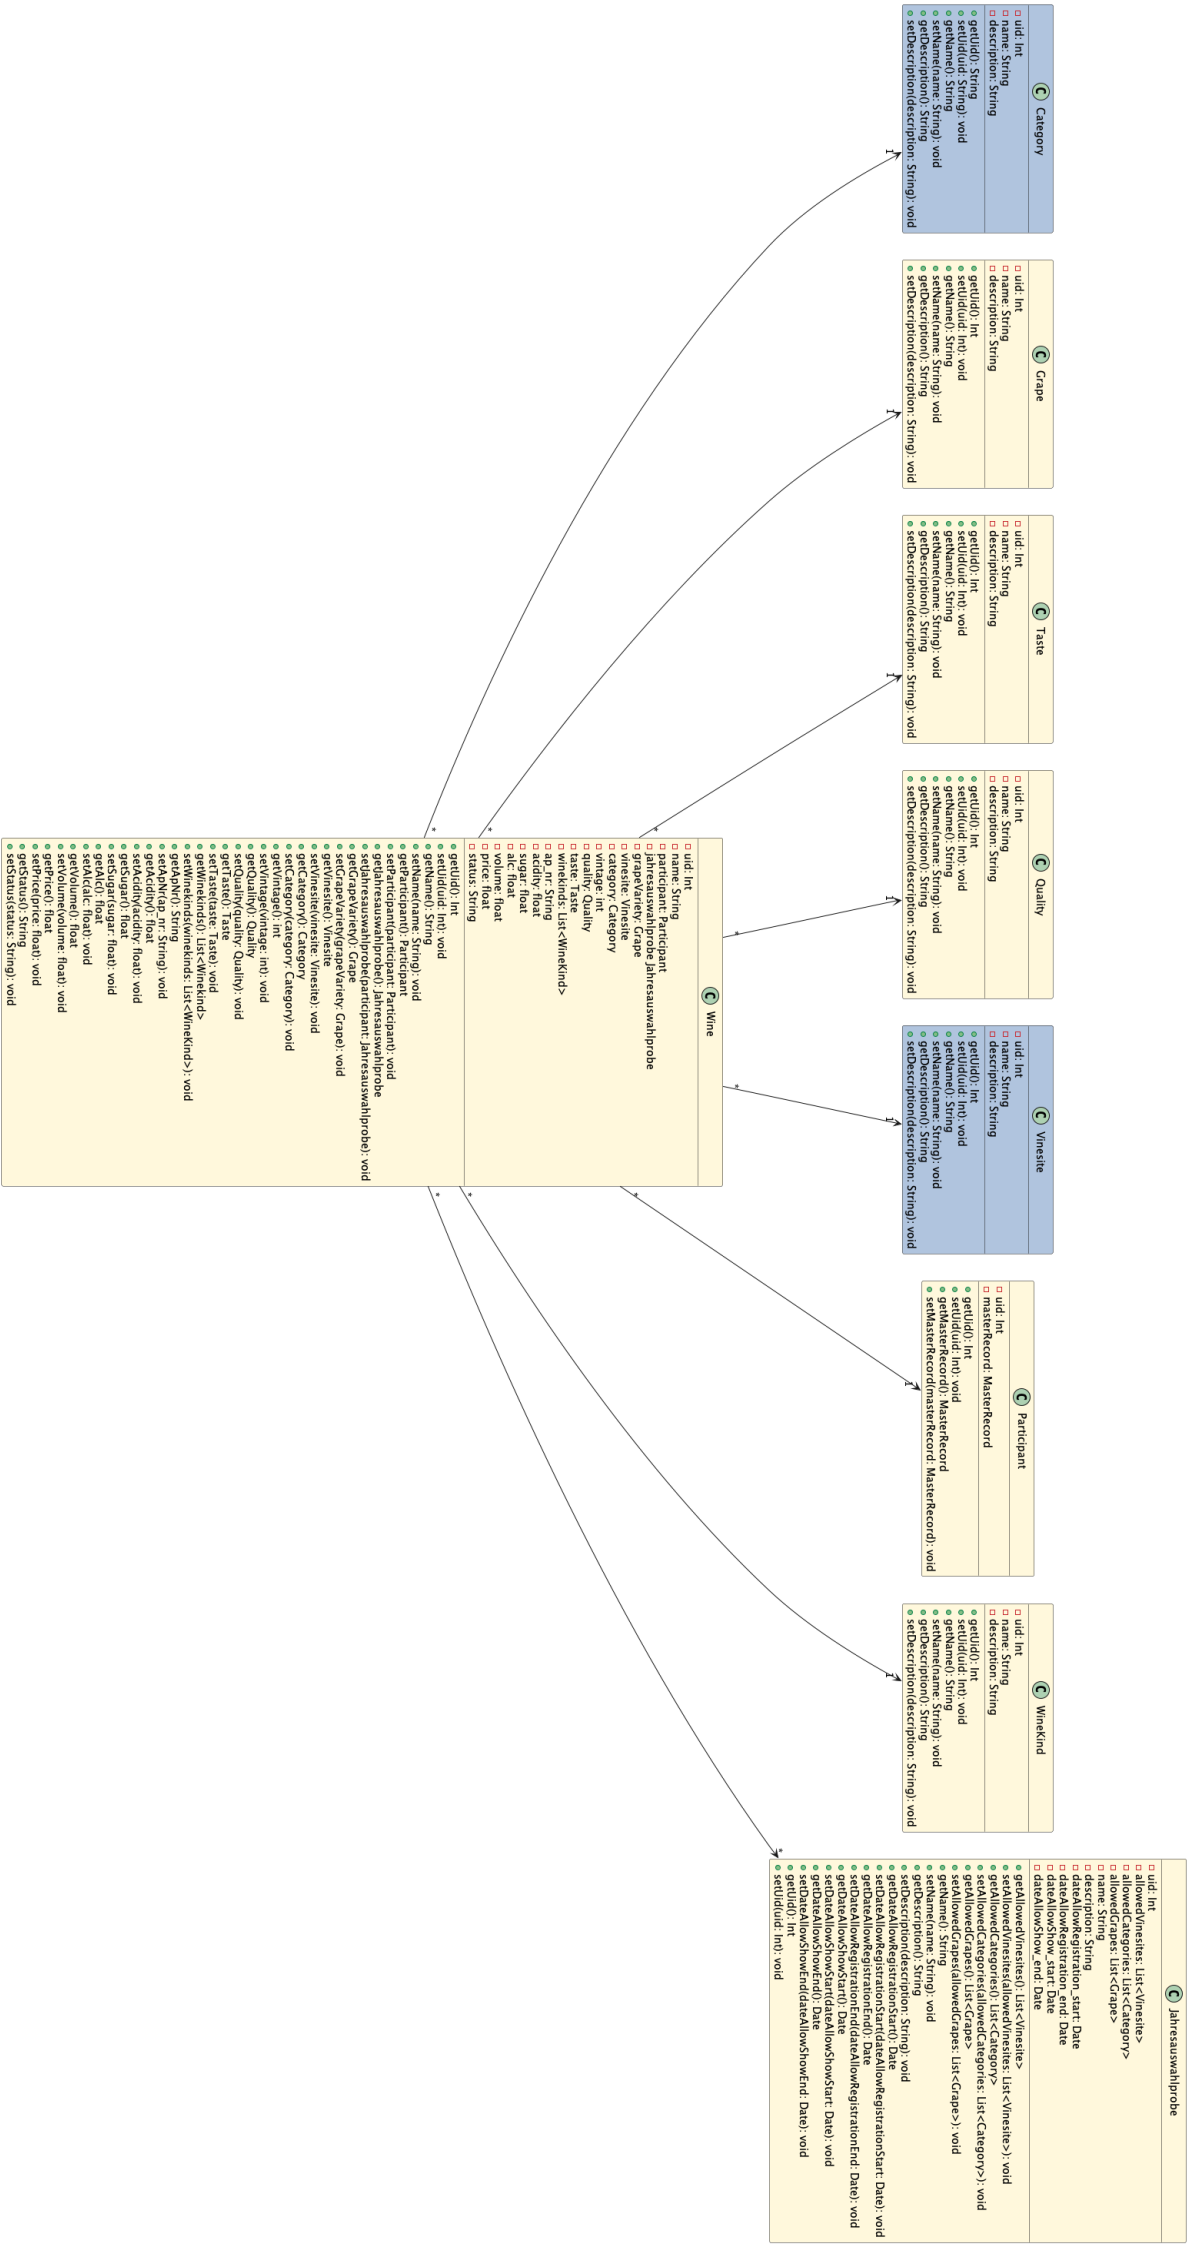 Category
uid: Int
name: String
description: String
getUid(): String
setUid(uid: String): void
getName(): String
setName(name: String): void
getDescription(): String
setDescription(description: String): void
Grape
uid: Int
name: String
description: String
getUid(): Int
setUid(uid: Int): void
getName(): String
setName(name: String): void
getDescription(): String
setDescription(description: String): void
Taste
uid: Int
name: String
description: String
getUid(): Int
setUid(uid: Int): void
getName(): String
setName(name: String): void
getDescription(): String
setDescription(description: String): void
Quality
uid: Int
name: String
description: String
getUid(): Int
setUid(uid: Int): void
getName(): String
setName(name: String): void
getDescription(): String
setDescription(description: String): void
Vinesite
uid: Int
name: String
description: String
getUid(): Int
setUid(uid: Int): void
getName(): String
setName(name: String): void
getDescription(): String
setDescription(description: String): void
Participant
uid: Int
masterRecord: MasterRecord
getUid(): Int
setUid(uid: Int): void
getMasterRecord(): MasterRecord
setMasterRecord(masterRecord: MasterRecord): void
WineKind
uid: Int
name: String
description: String
getUid(): Int
setUid(uid: Int): void
getName(): String
setName(name: String): void
getDescription(): String
setDescription(description: String): void
Jahresauswahlprobe
uid: Int
allowedVinesites: List<Vinesite>
allowedCategories: List<Category>
allowedGrapes: List<Grape>
name: String
description: String
dateAllowRegistration_start: Date
dateAllowRegistration_end: Date
dateAllowShow_start: Date
dateAllowShow_end: Date
getAllowedVinesites(): List<Vinesite>
setAllowedVinesites(allowedVinesites: List<Vinesite>): void
getAllowedCategories(): List<Category>
setAllowedCategories(allowedCategories: List<Category>): void
getAllowedGrapes(): List<Grape>
setAllowedGrapes(allowedGrapes: List<Grape>): void
getName(): String
setName(name: String): void
getDescription(): String
setDescription(description: String): void
getDateAllowRegistrationStart(): Date
setDateAllowRegistrationStart(dateAllowRegistrationStart: Date): void
getDateAllowRegistrationEnd(): Date
setDateAllowRegistrationEnd(dateAllowRegistrationEnd: Date): void
getDateAllowShowStart(): Date
setDateAllowShowStart(dateAllowShowStart: Date): void
getDateAllowShowEnd(): Date
setDateAllowShowEnd(dateAllowShowEnd: Date): void
getUid(): Int
setUid(uid: Int): void
Wine
uid: Int
name: String
participant: Participant
jahresauswahlprobe Jahresauswahlprobe
grapeVariety: Grape
vinesite: Vinesite
category: Category
vintage: int
quality: Quality
taste: Taste
winekinds: List<WineKind>
ap_nr: String
acidity: float
sugar: float
alc: float
volume: float
price: float
status: String
getUid(): Int
setUid(uid: Int): void
getName(): String
setName(name: String): void
getParticipant(): Participant
setParticipant(participant: Participant): void
getJahresauswahlprobe(): Jahresauswahlprobe
setJahresauswahlprobe(participant: Jahresauswahlprobe): void
getGrapeVariety(): Grape
setGrapeVariety(grapeVariety: Grape): void
getVinesite(): Vinesite
setVinesite(vinesite: Vinesite): void
getCategory(): Category
setCategory(category: Category): void
getVintage(): int
setVintage(vintage: int): void
getQuality(): Quality
setQuality(quality: Quality): void
getTaste(): Taste
setTaste(taste: Taste): void
getWinekinds(): List<Winekind>
setWinekinds(winekinds: List<WineKind>): void
getApNr(): String
setApNr(ap_nr: String): void
getAcidity(): float
setAcidity(acidity: float): void
getSugar(): float
setSugar(sugar: float): void
getAlc(): float
setAlc(alc: float): void
getVolume(): float
setVolume(volume: float): void
getPrice(): float
setPrice(price: float): void
getStatus(): String
setStatus(status: String): void